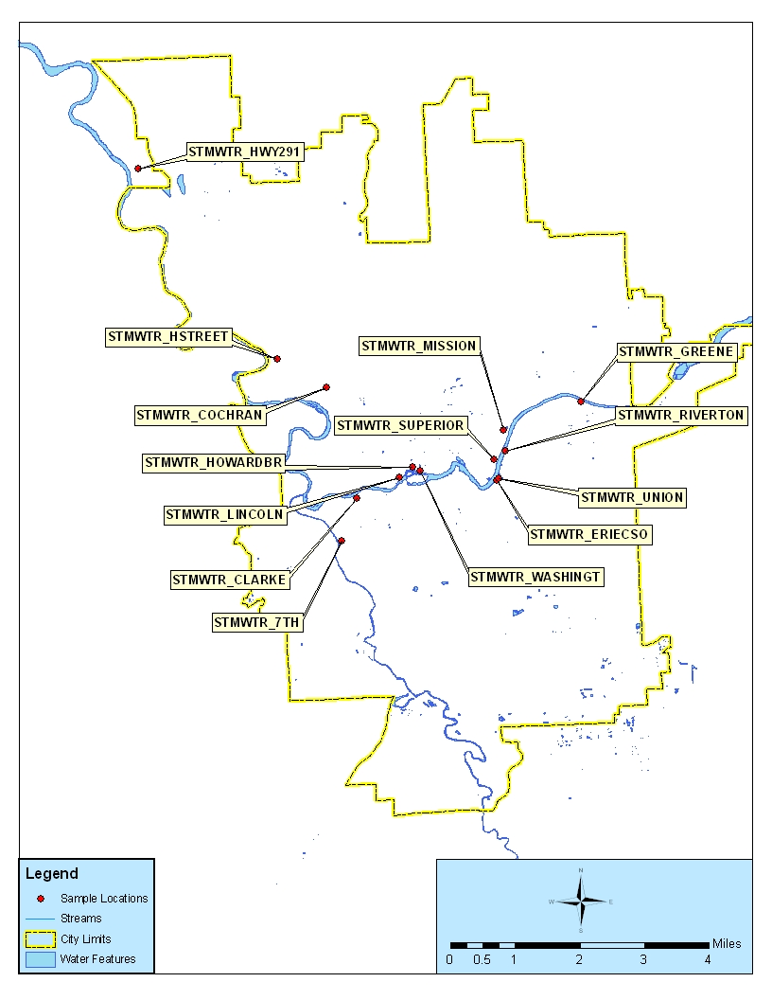 STMWTR_HWY291
STMWTR_HSTREET
STMWTR_MISSION
STMWTR_GREENE
STMWTR_COCHRAN
STMWTR_SUPERIOR
STMWTR_RIVERTON
STMWTR_HOWARDBR
STMWTR_UNION
STMWTR_LINCOLN
STMWTR_ERIECSO
STMWTR_CLARKE
STMWTR_WASHINGT
STMWTR_7TH
Legend
Sample Locations
Streams
City Limits
Water Features
N
W E
S
Miles
0 0.5 1 2 3 4